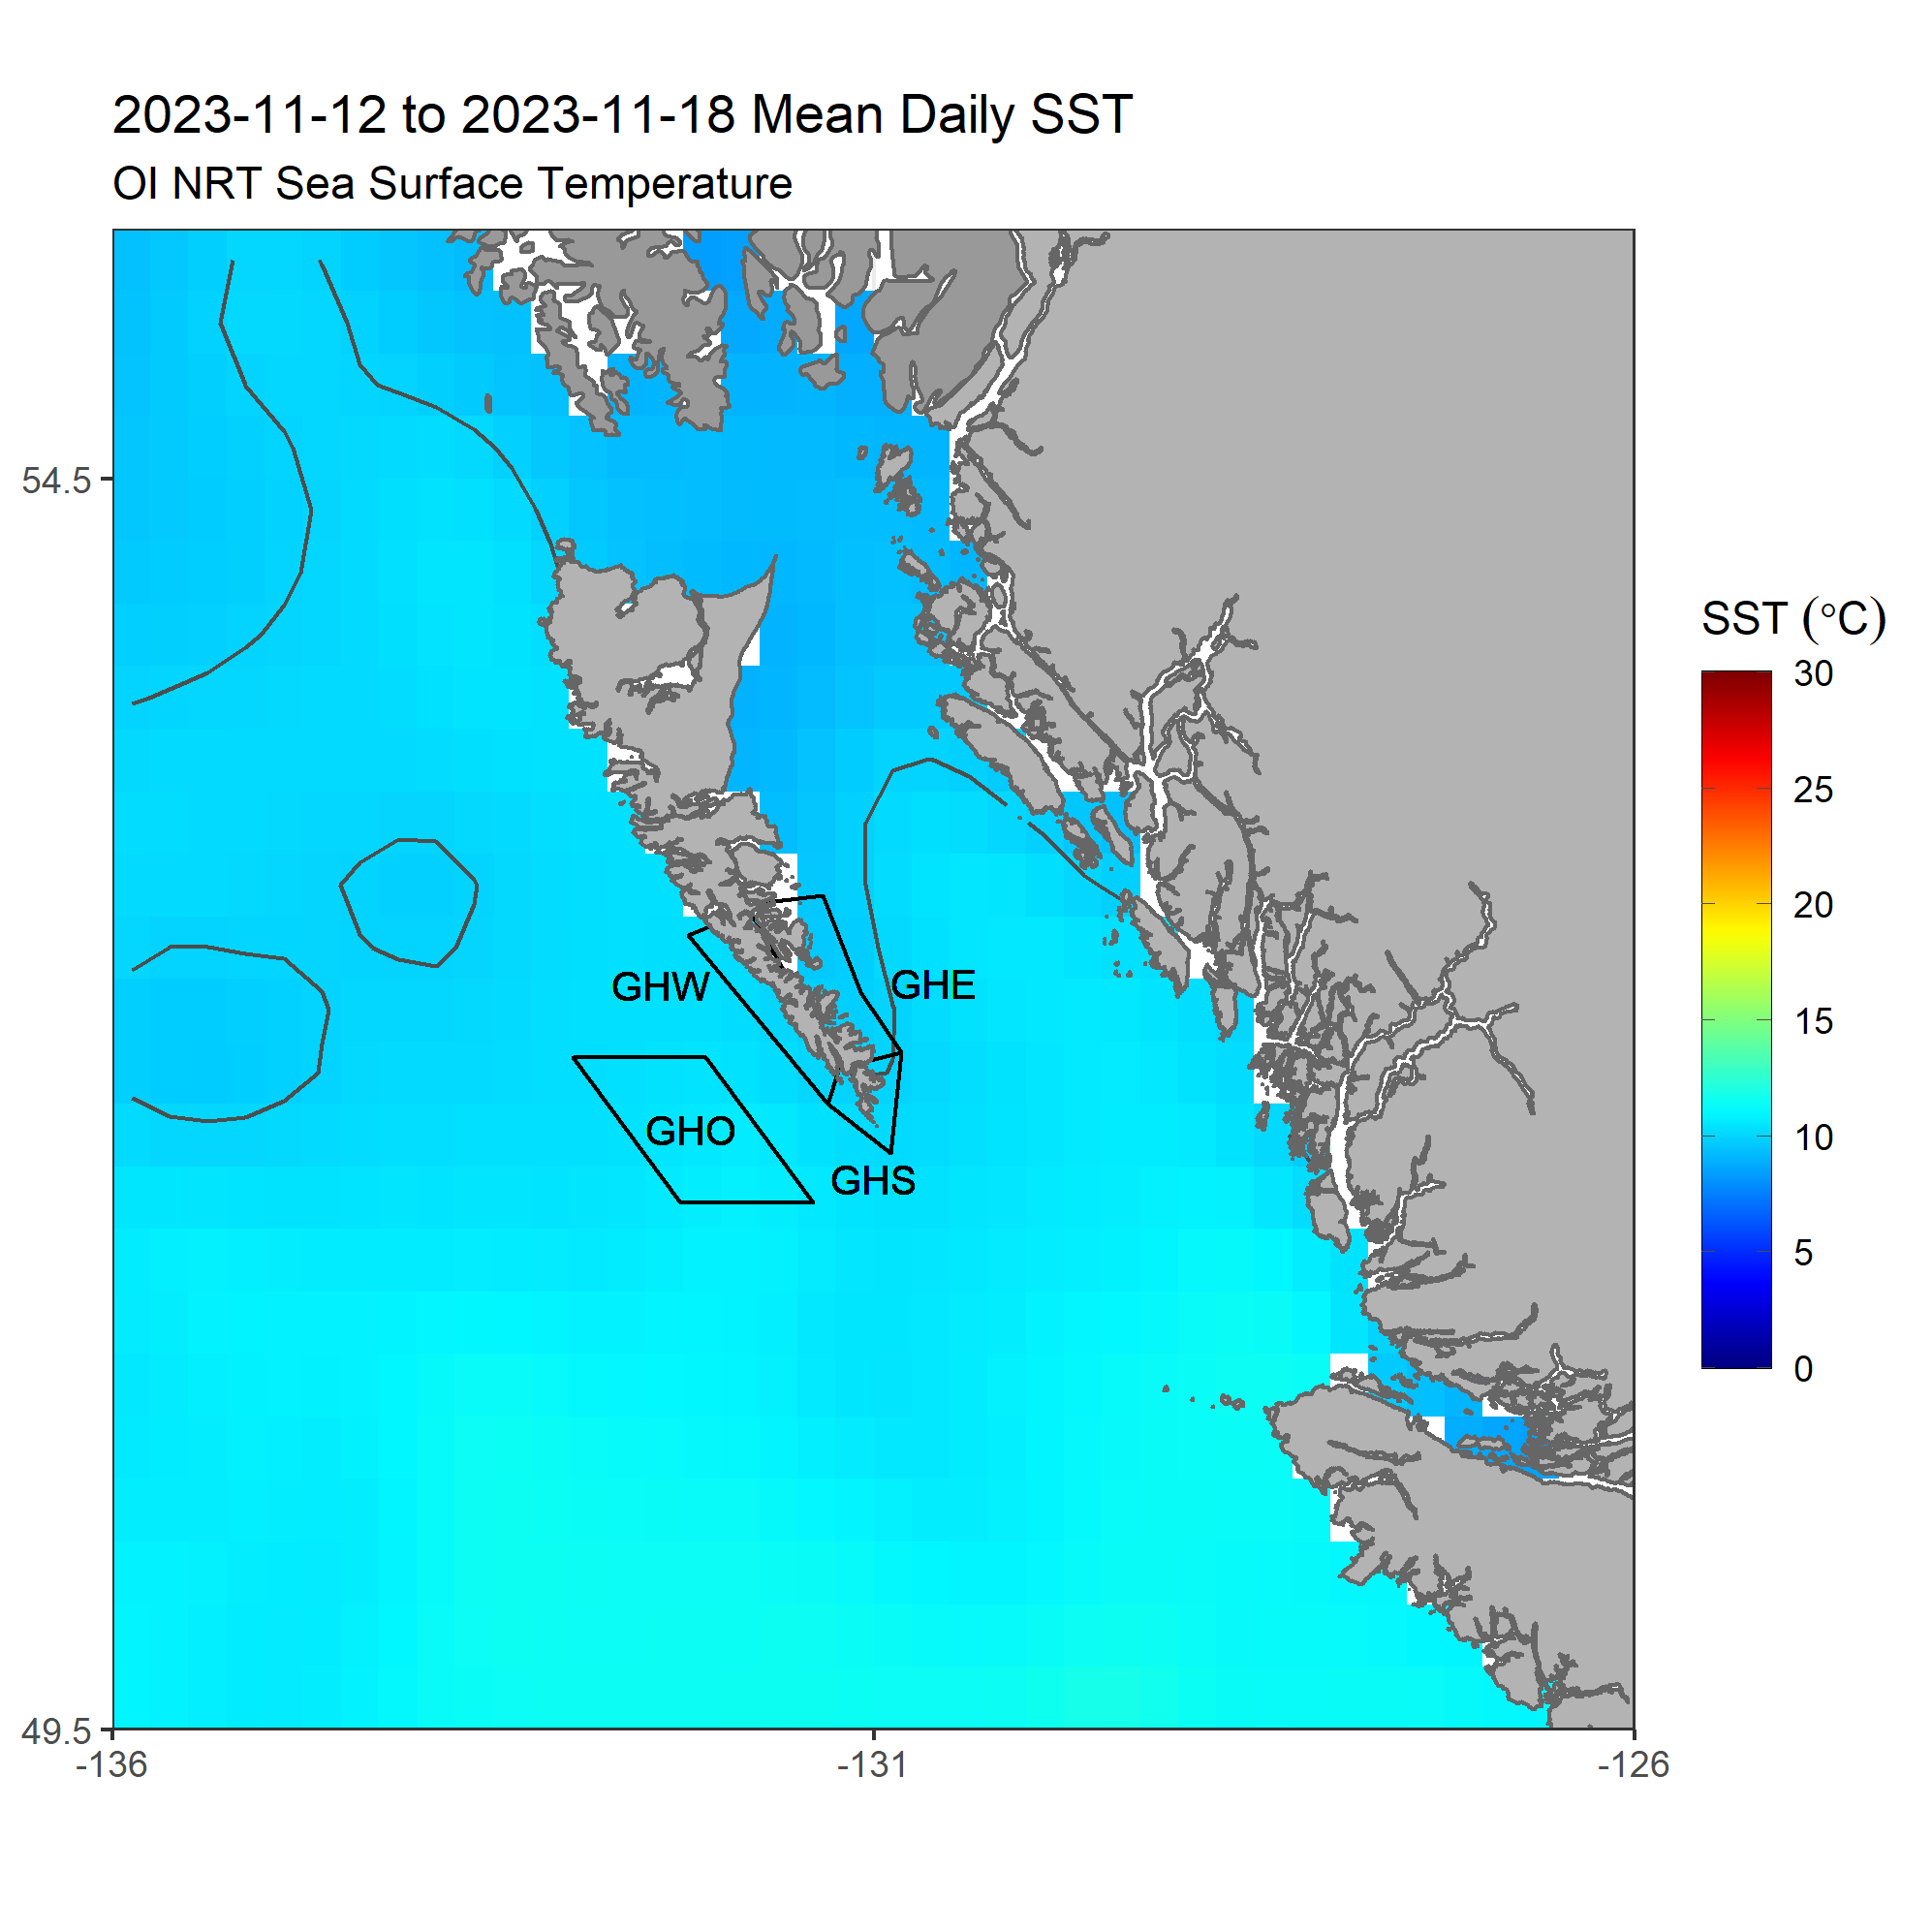 2023-11-12 to 2023-11-18 Mean Daily SST
OI NRT Sea Surface Temperature
54.5
49.5
-136
-131
-126
GHW
GHE
GHO
GHS
SST (°C)
30
25
20
15
10
5
0